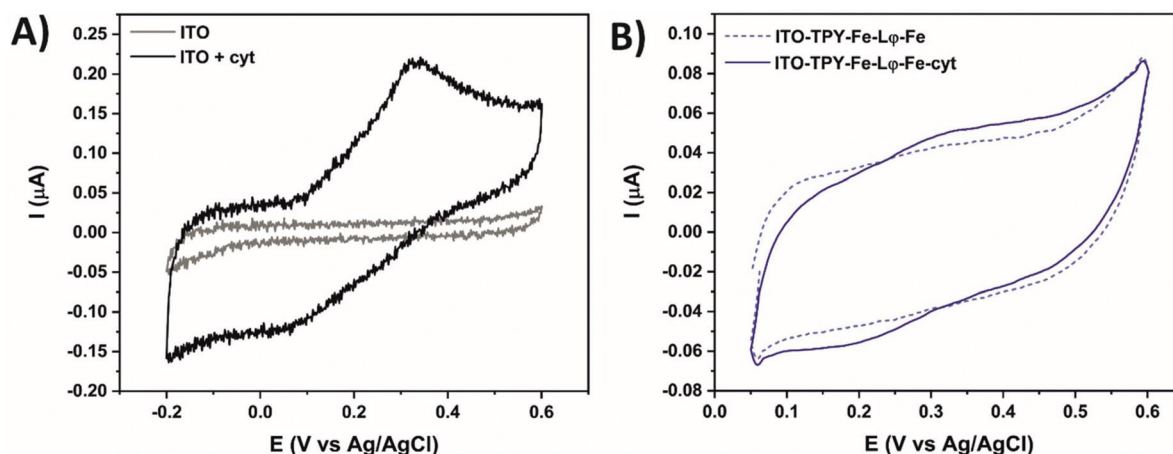 A)
ITO
ITO + cyt
0.25
0.20
0.15
0.10
0.05
0.00
-0.05
-0.10
-0.15
-0.20
I (µA)
-0.2 0.0 0.2 0.4 0.6
E (V vs Ag/AgCl)
B)
ITO-TPY-Fe-Lφ-Fe
ITO-TPY-Fe-Lφ-Fe-cyt
0.10
0.08
0.06
0.04
0.02
0.00
-0.02
-0.04
-0.06
-0.08
I (µA)
0.0 0.1 0.2 0.3 0.4 0.5 0.6
E (V vs Ag/AgCl)